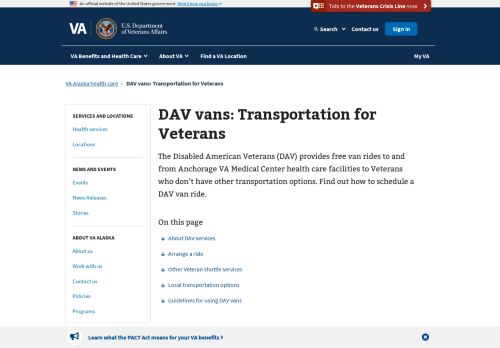 An official website of the United States government Here's how you know
Talk to the Veterans Crisis Line now
VA
U.S. Department
of Veterans Affairs
Search
Contact us
Sign in
VA Benefits and Health Care
About VA
Find a VA Location
My VA
VA Alaska health care › DAV vans: Transportation for Veterans
SERVICES AND LOCATIONS
Health services
Locations
NEWS AND EVENTS
Events
News Releases
Stories
ABOUT VA ALASKA
About us
Work with us
Contact us
Policies
Programs
DAV vans: Transportation for
Veterans
The Disabled American Veterans (DAV) provides free van rides to and
from Anchorage VA Medical Center health care facilities to Veterans
who don't have other transportation options. Find out how to schedule a
DAV van ride.
On this page
About DAV services
Arrange a ride
Other Veteran shuttle services
Local transportation options
Guidelines for using DAV vans
Learn what the PACT Act means for your VA benefits